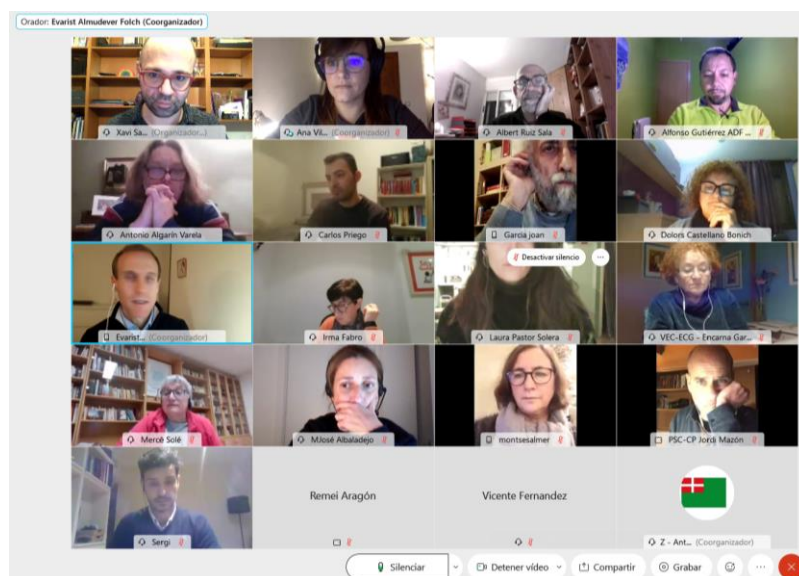 Orador: Evarist Almudever Folch (Coorganizador)
Xavi Sa... (Organizador...)
Ana Vil... (Coorganizador)
Albert Ruiz Sala
Alfonso Gutiérrez ADF ...
Antonio Algarín Varela
Carlos Priego
Garcia joan
Dolors Castellano Bonich
Desactivar silencio
Evarist... (Coorganizador)
Irma Fabro
Laura Pastor Solera
VEC-ECG - Encarna Gar...
Mercè Solé
MJosé Albaladejo
montsesalmer
PSC-CP Jordi Mazón
Sergi
Remei Aragón
Vicente Fernandez
Z - Ant... (Coorganizador)
Silenciar
Detener vídeo
Compartir
Grabar